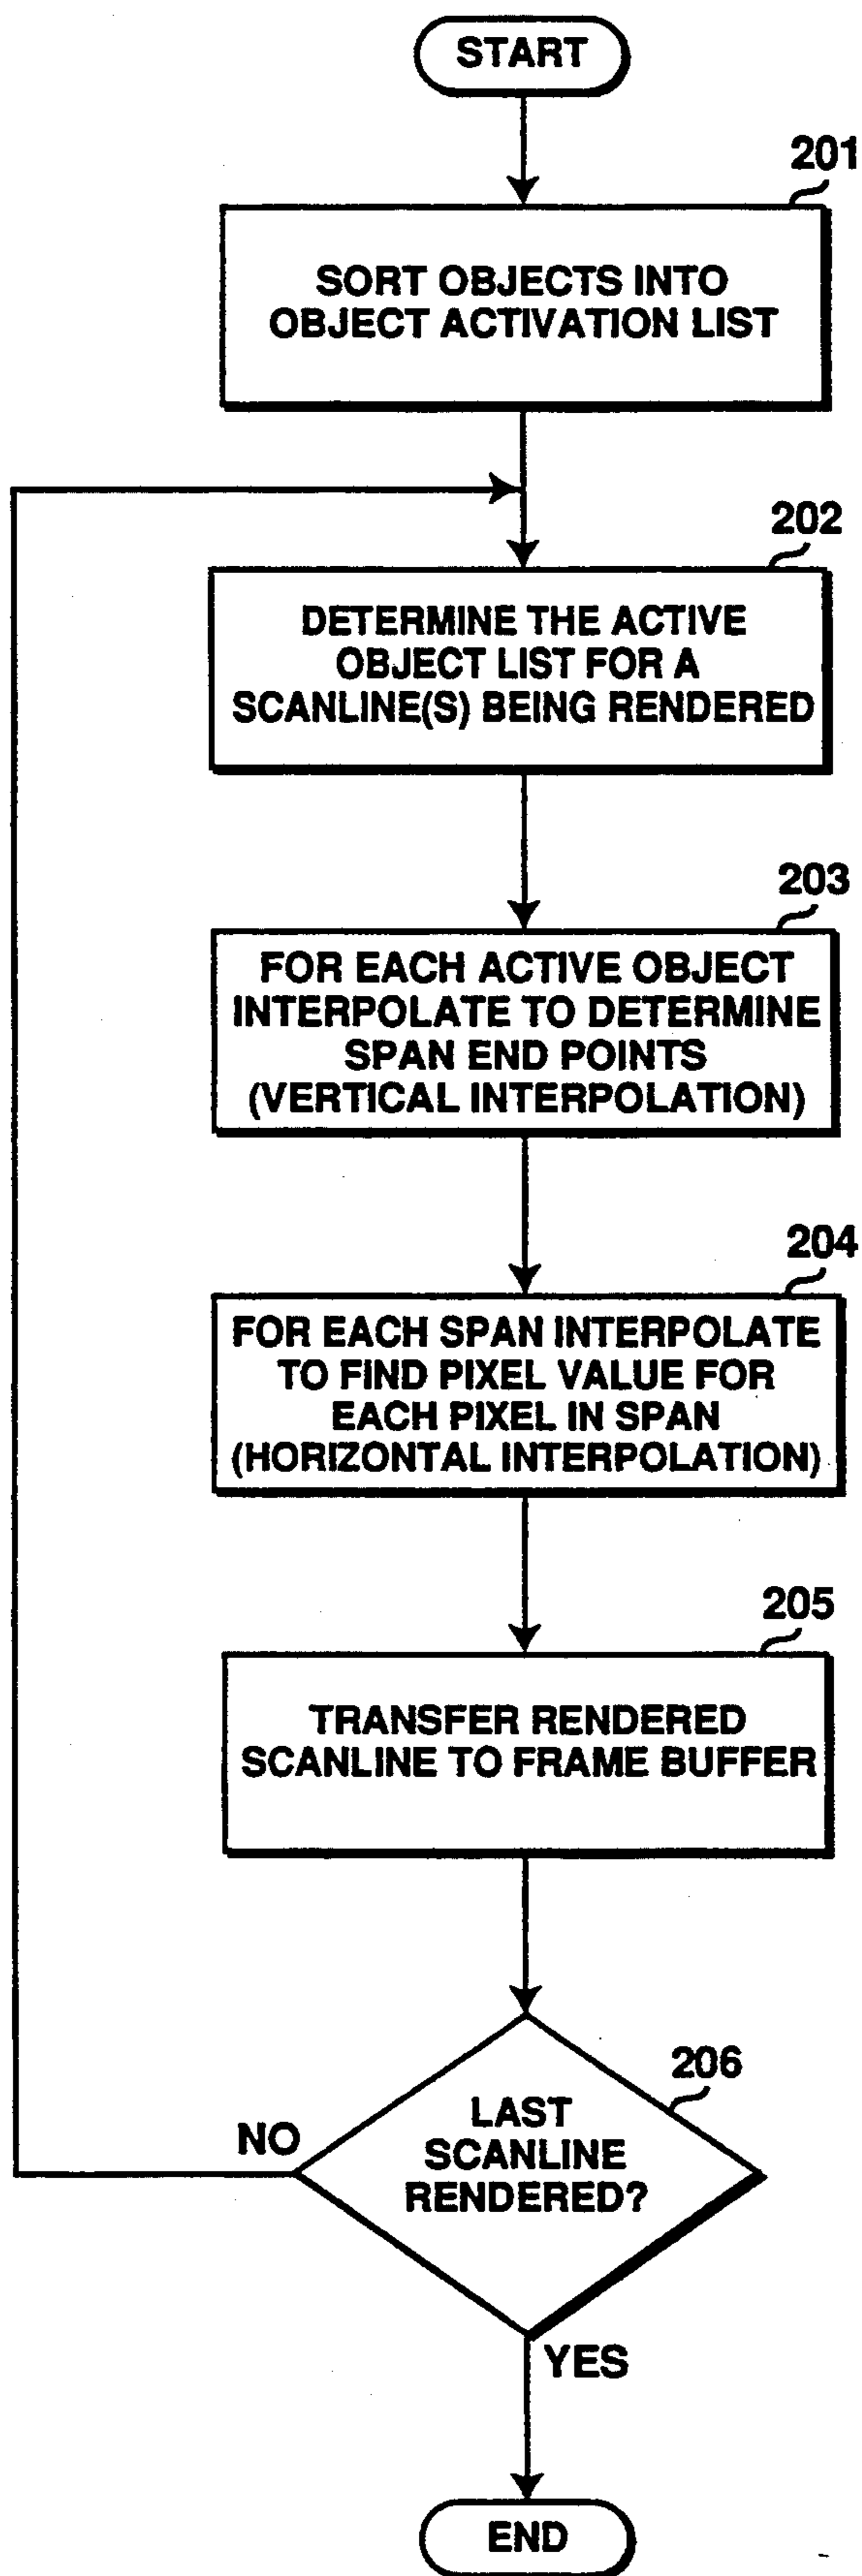 START
201
SORT OBJECTS INTO
OBJECT ACTIVATION LIST
202
DETERMINE THE ACTIVE
OBJECT LIST FOR A
SCANLINE(S) BEING RENDERED
203
FOR EACH ACTIVE OBJECT
INTERPOLATE TO DETERMINE
SPAN END POINTS
(VERTICAL INTERPOLATION)
204
FOR EACH SPAN INTERPOLATE
TO FIND PIXEL VALUE FOR
EACH PIXEL IN SPAN
(HORIZONTAL INTERPOLATION)
205
TRANSFER RENDERED
SCANLINE TO FRAME BUFFER
206
LAST
SCANLINE
RENDERED?
NO
YES
END